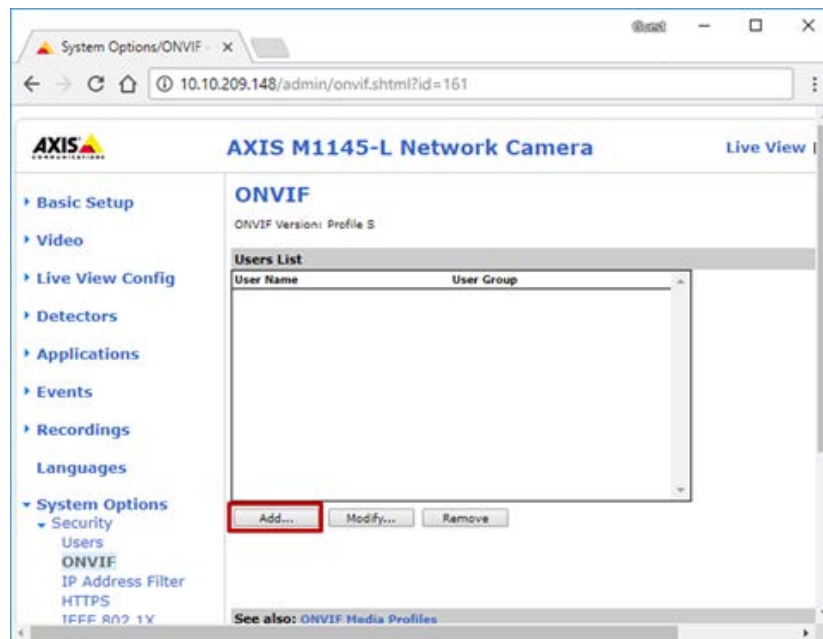 Guest
System Options/ONVIF -
10.10.209.148/admin/onvif.shtml?id=161
AXIS
COMMUNICATIONS
AXIS M1145-L Network Camera
Live View |
Basic Setup
Video
Live View Config
Detectors
Applications
Events
Recordings
Languages
System Options
Security
Users
ONVIF
IP Address Filter
HTTPS
IEEE 802.1X
ONVIF
ONVIF Version: Profile S
Users List
User Name User Group
Add... Modify... Remove
See also: ONVIF Media Profiles